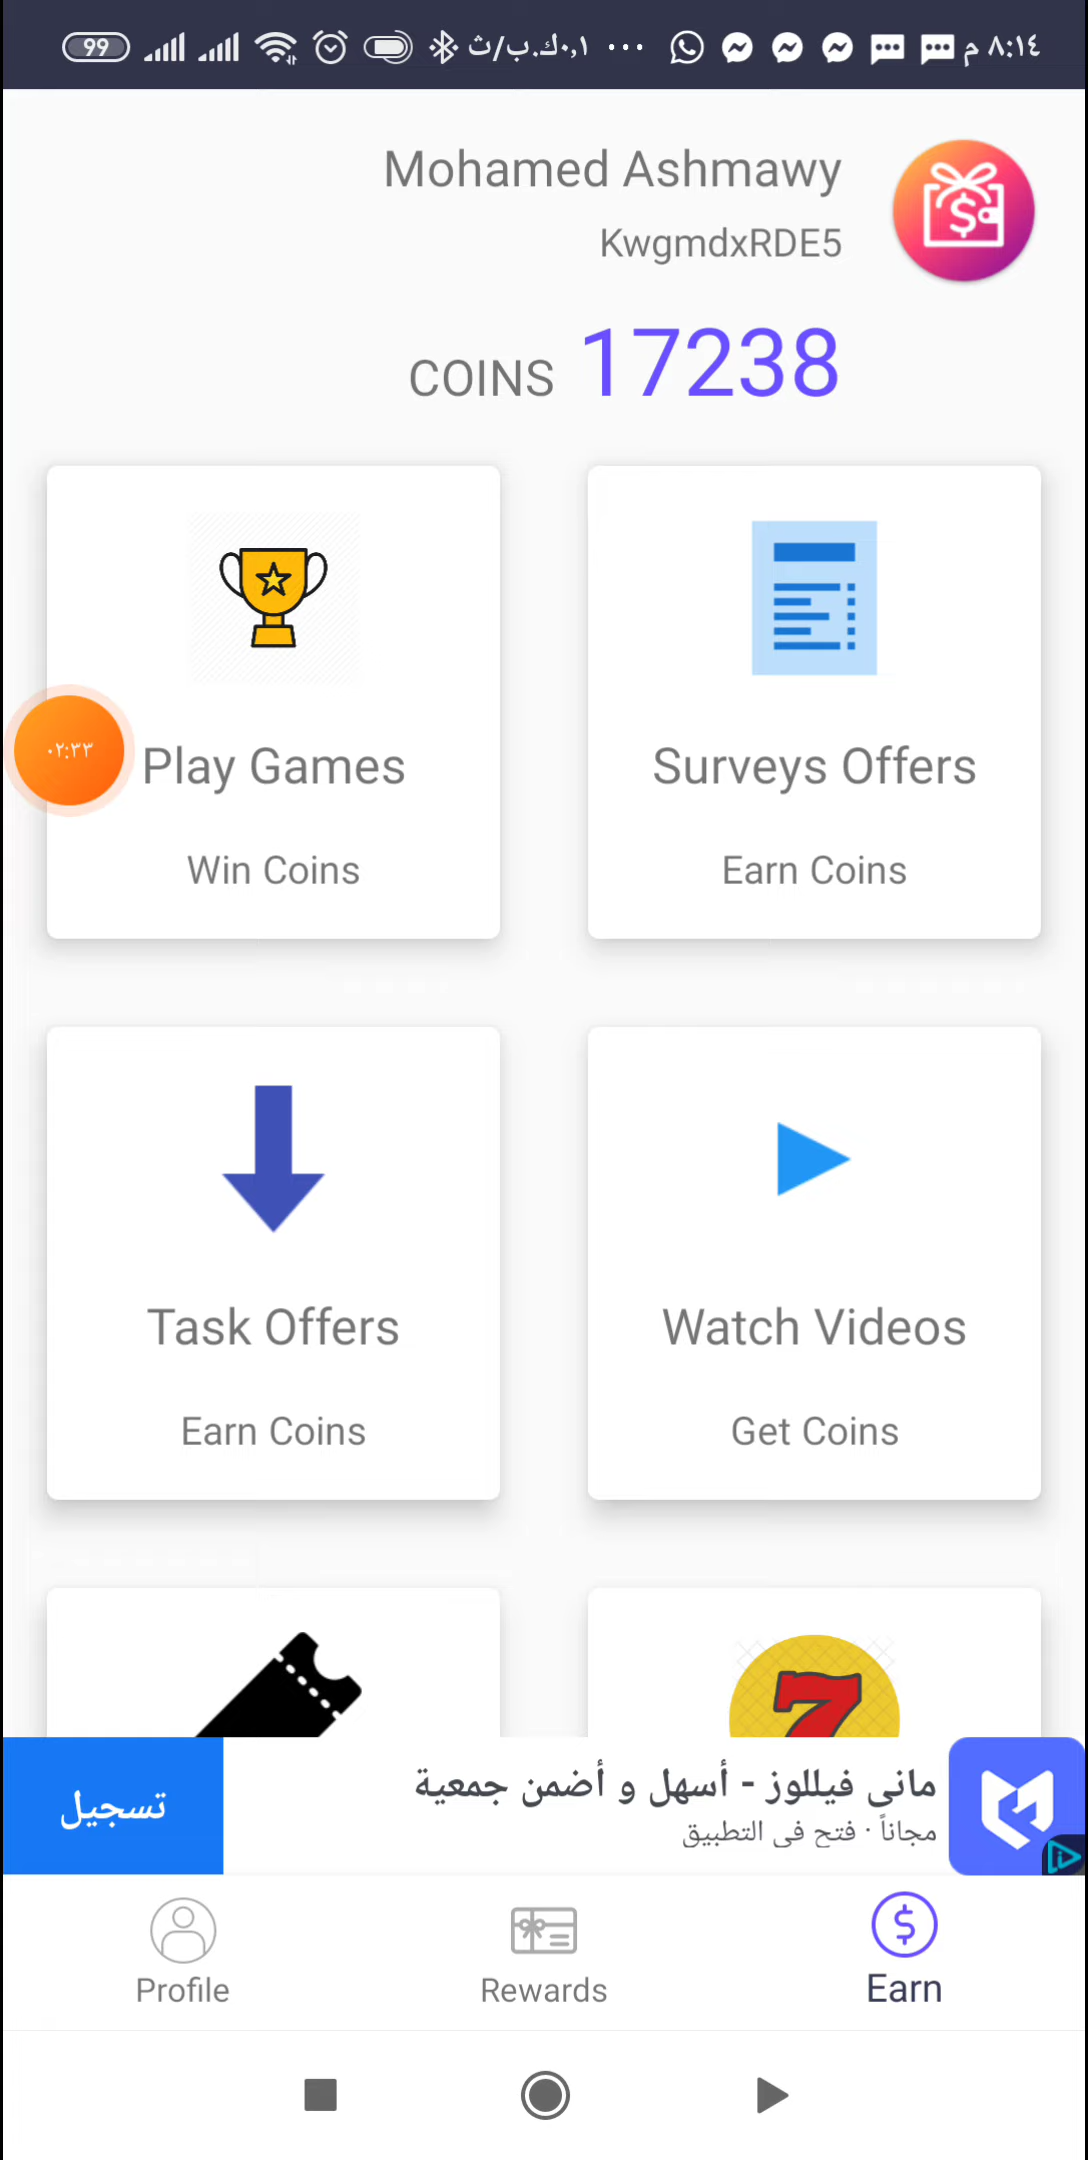 99 ٠,١ك.ب/ث ... ٨:١٤ م
Mohamed Ashmawy
KwgmdxRDE5
COINS 17238
Play Games
Win Coins
Surveys Offers
Earn Coins
٠٢:٣٣
Task Offers
Earn Coins
Watch Videos
Get Coins
7
مانى فيللوز - أسهل و أضمن جمعية
مجاناً · فتح في التطبيق
تسجيل
Profile
Rewards
Earn